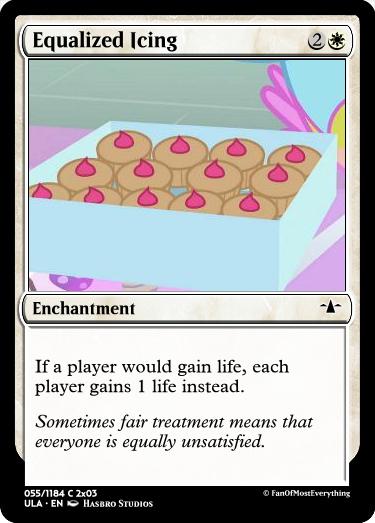 Equalized Icing 2
Enchantment
If a player would gain life, each
player gains 1 life instead.
Sometimes fair treatment means that
everyone is equally unsatisfied.
055/1184 C 2x03
ULA • EN Hasbro Studios
© FanOfMostEverything